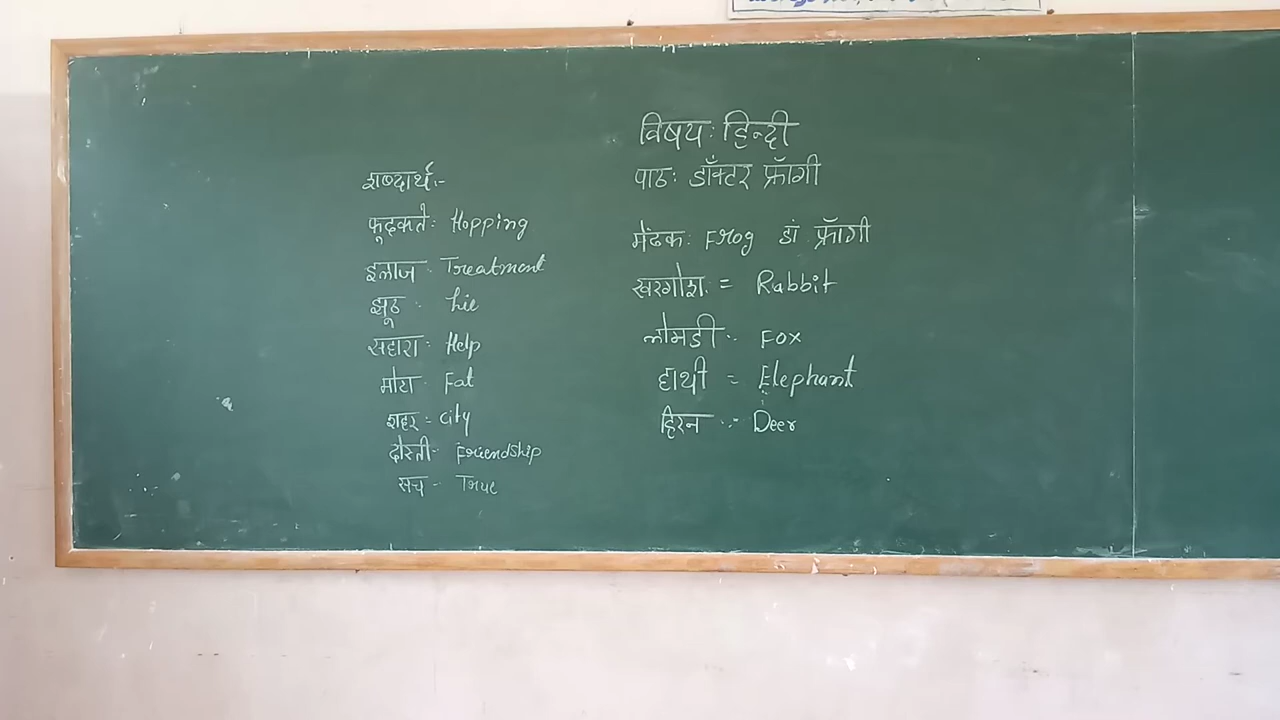 विषय: हिन्दी
पाठ: डॉक्टर फ्रॉगी
शब्दार्थ:-
फूदकते: Hopping
इलाज: Treatment
झूठ: Lie
सहारा: Help
मोटा: Fat
शहर = City
दोस्ती:- Friendship
सच:- True
मेंढक: Frog डॉ फ्रॉगी
खरगोश: = Rabbit
लोमडी:- Fox
हाथी = Elephant
हिरन :- Deer